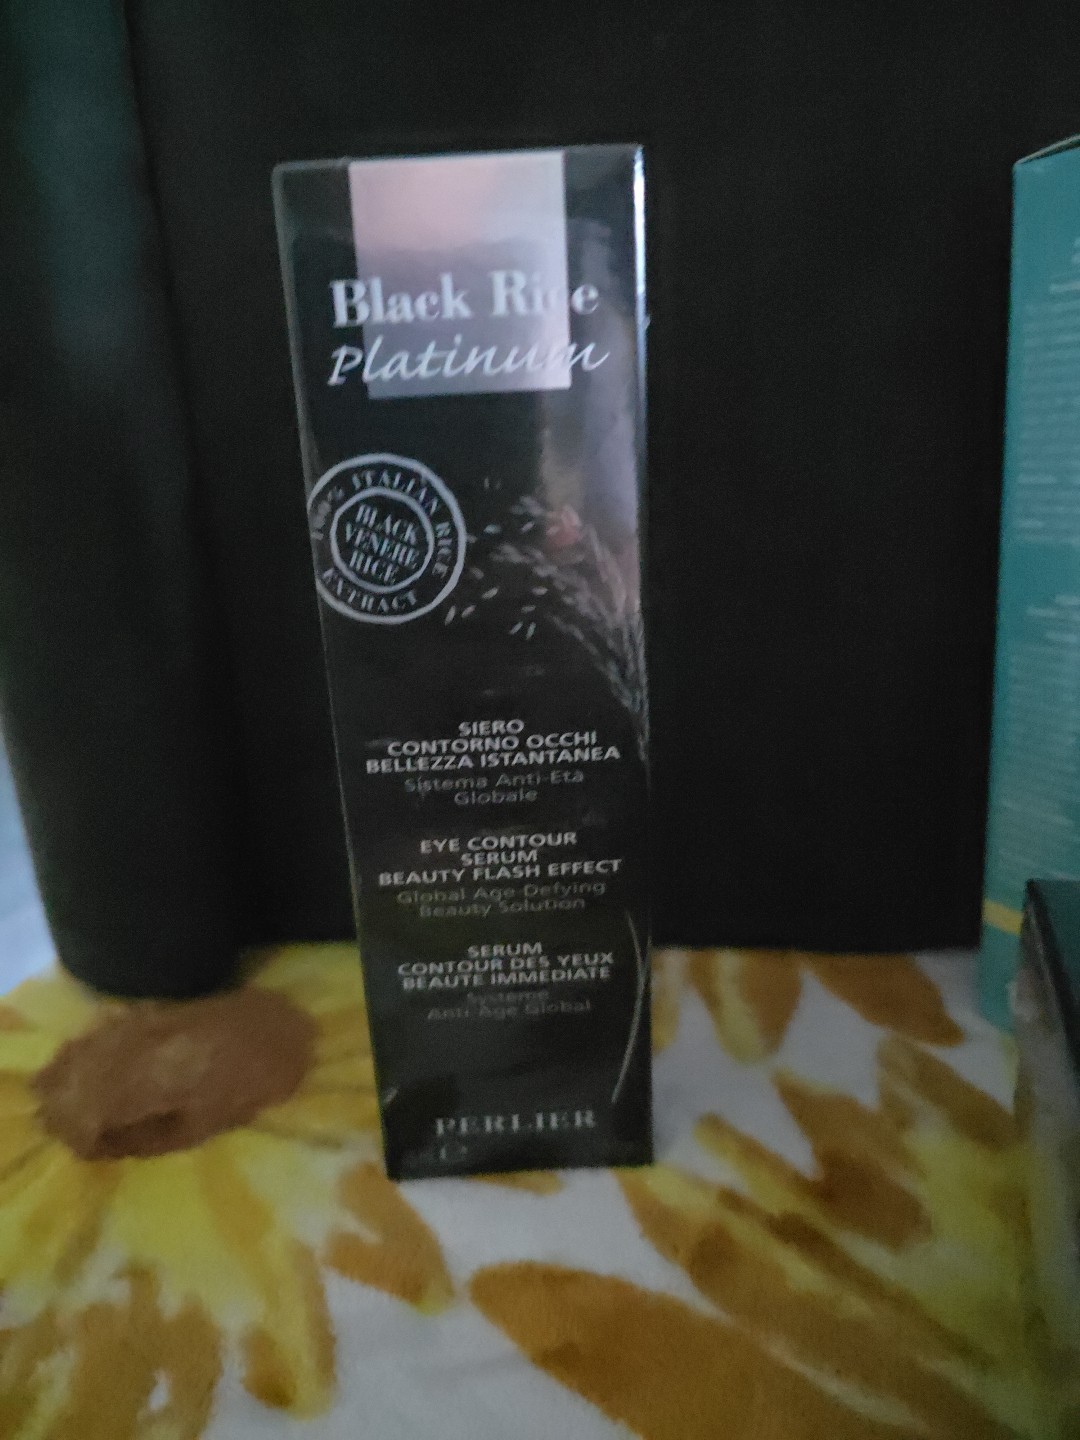 Black Rice
Platinum
100% ITALIAN RICE
EXTRACT
BLACK
VENERE
RICE
SIERO
CONTORNO OCCHI
BELLEZZA ISTANTANEA
Sistema Anti-Età
Globale
EYE CONTOUR
SERUM
BEAUTY FLASH EFFECT
Global Age-Defying
Beauty Solution
SERUM
CONTOUR DES YEUX
BEAUTE IMMEDIATE
Systeme
Anti-Age Global
PERLIER